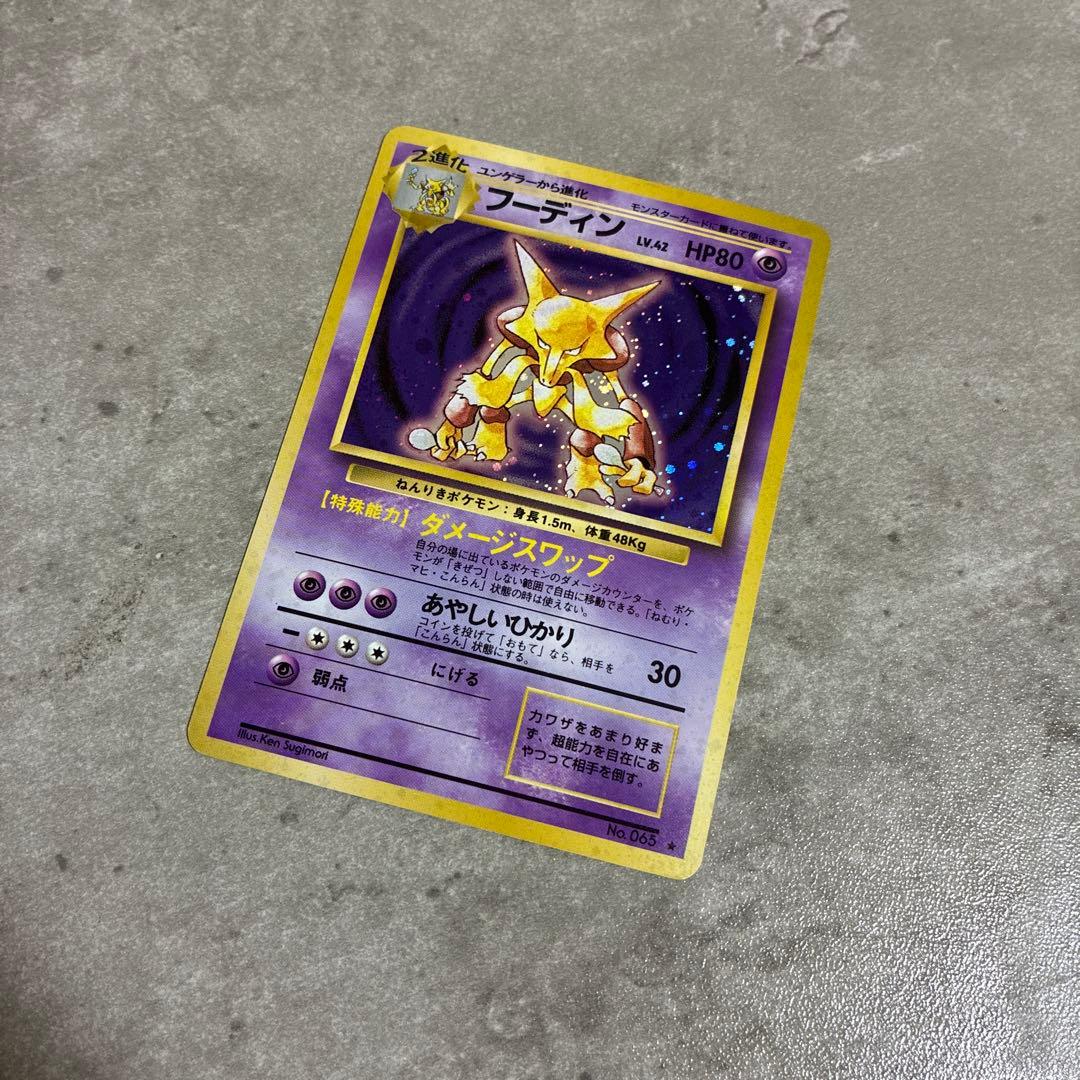 2進化 ユンゲラーから進化
モンスターカードに重ねて使います。
フーディン LV.42 HP80
ねんりきポケモン：身長1.5m、体重48Kg
【特殊能力】ダメージスワップ
自分の場に出ているポケモンのダメージカウンターを、ポケ
モンが「きぜつ」しない範囲で自由に移動できる。「ねむり・
マヒ・こんらん」状態の時は使えない。
あやしいひかり 30
コインを投げて「おもて」なら、相手を
「こんらん」状態にする。
にげる
弱点
カワザをあまり好ま
ず、超能力を自在にあ
やつって相手を倒す。
Illus.Ken Sugimori
No.065 ★